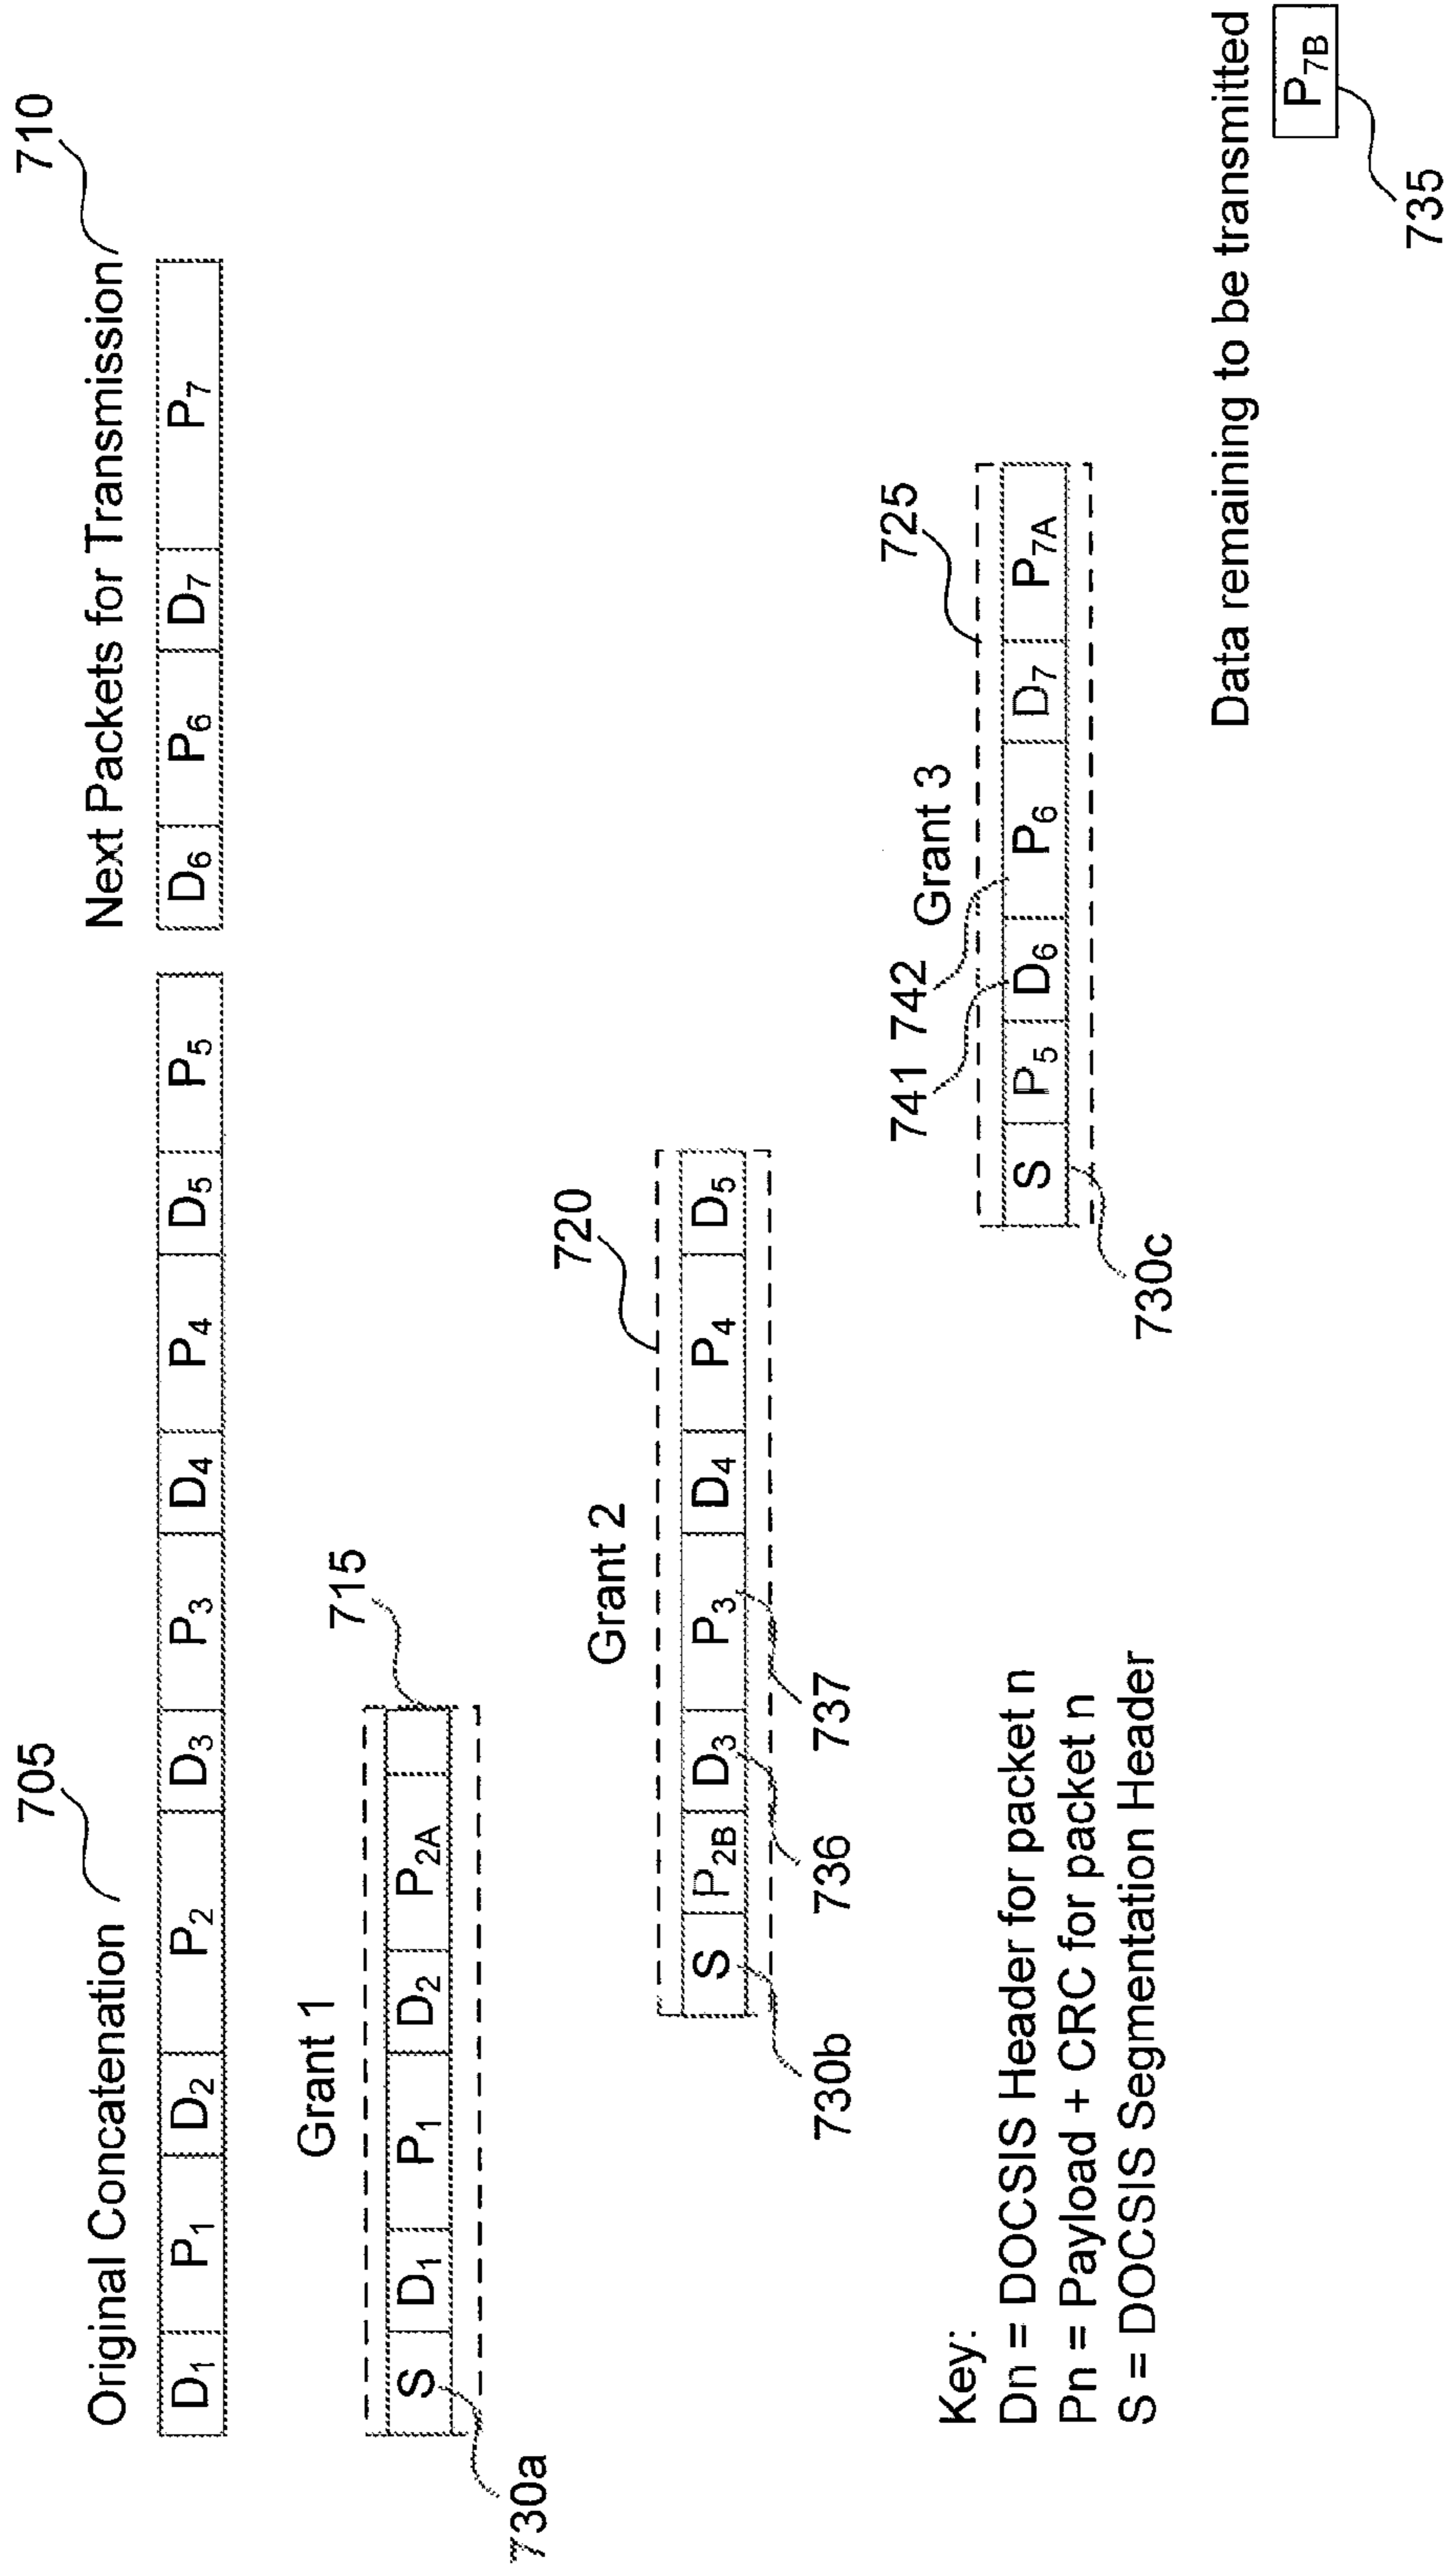 705
710
Original Concatenation
Next Packets for Transmission
D1 P1 D2 P2 D3 P3 D4 P4 D5 P5
D6 P6 D7 P7
Grant 1
715
S D1 P1 D2 P2A
730a
Grant 2
720
S P2B D3 P3 D4 P4 D5
730b
736
737
741 742
Grant 3
725
S P5 D6 P6 D7 P7A
730c
Data remaining to be transmitted
P7B
735
Key:
Dn = DOCSIS Header for packet n
Pn = Payload + CRC for packet n
S = DOCSIS Segmentation Header